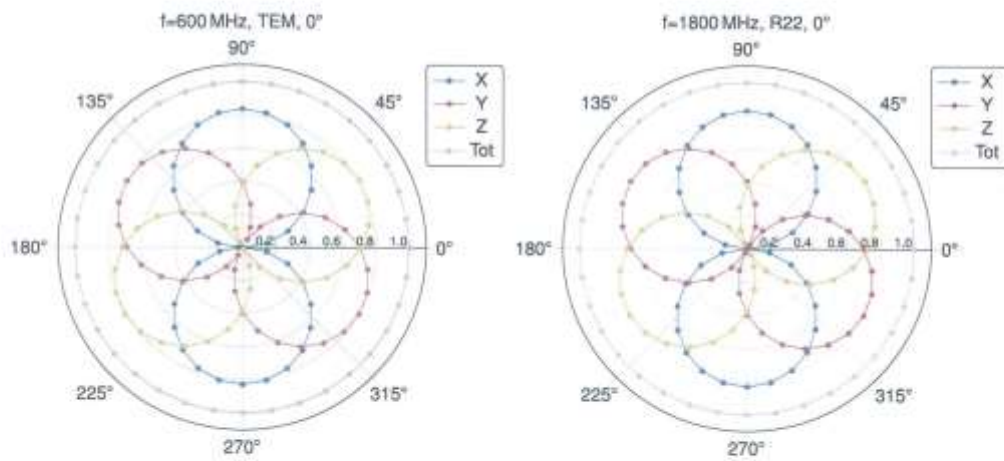 f=600 MHz, TEM, 0°
90°
135°
45°
X
Y
Z
Tot
180°
0.2 0.4 0.6 0.8 1.0
0°
225°
315°
270°
f=1800 MHz, R22, 0°
90°
135°
45°
X
Y
Z
Tot
180°
0.2 0.4 0.6 0.8 1.0
0°
225°
315°
270°